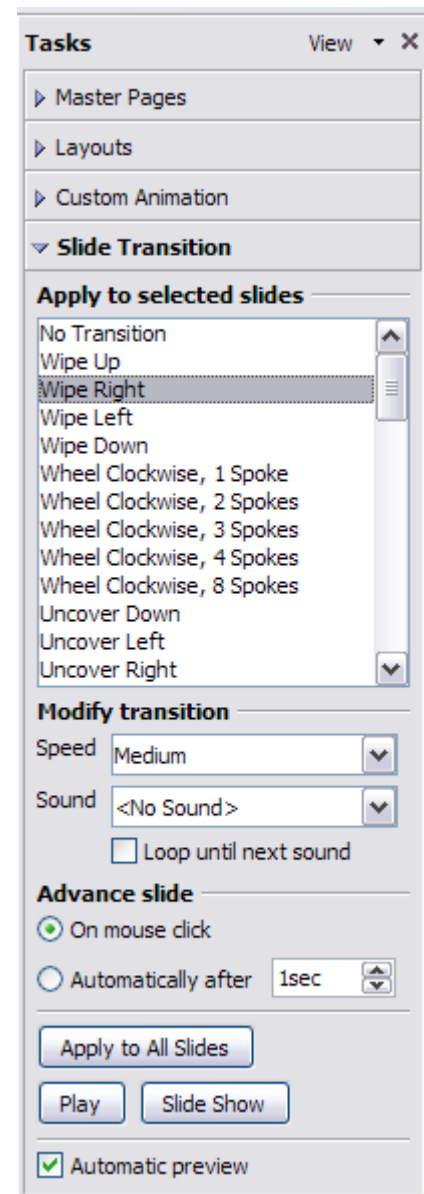 Tasks View
Master Pages
Layouts
Custom Animation
Slide Transition
Apply to selected slides
No Transition
Wipe Up
Wipe Right
Wipe Left
Wipe Down
Wheel Clockwise, 1 Spoke
Wheel Clockwise, 2 Spokes
Wheel Clockwise, 3 Spokes
Wheel Clockwise, 4 Spokes
Wheel Clockwise, 8 Spokes
Uncover Down
Uncover Left
Uncover Right
Modify transition
Speed Medium
Sound <No Sound>
Loop until next sound
Advance slide
On mouse click
Automatically after 1sec
Apply to All Slides
Play Slide Show
Automatic preview